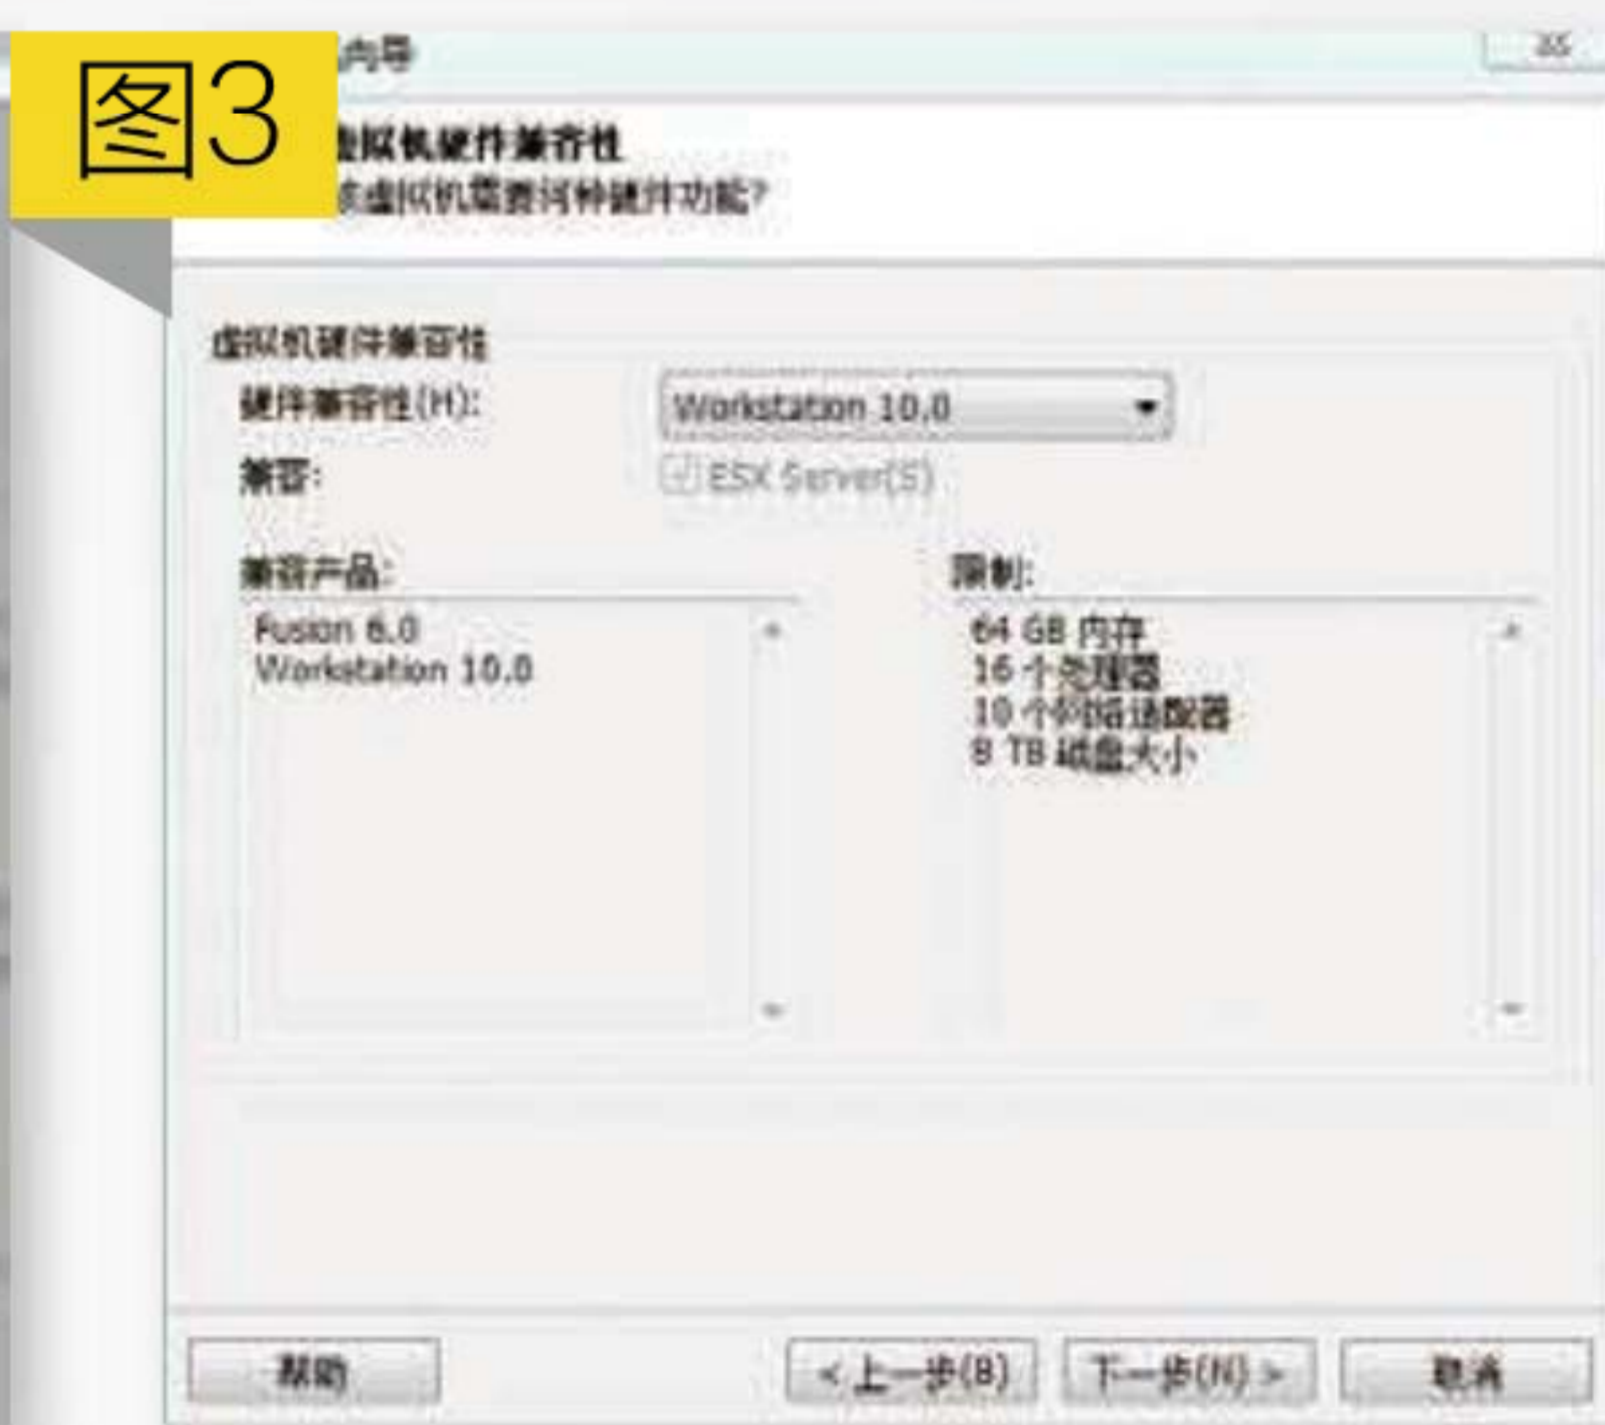 图3
向导
虚拟机硬件兼容性
该虚拟机需要何种硬件功能?
虚拟机硬件兼容性
硬件兼容性(H):
Workstation 10.0
兼容:
ESX Server(S)
兼容产品:
Fusion 6.0
Workstation 10.0
限制:
64 GB 内存
16 个处理器
10 个网络适配器
8 TB 磁盘大小
帮助
< 上一步(B)
下一步(N) >
取消